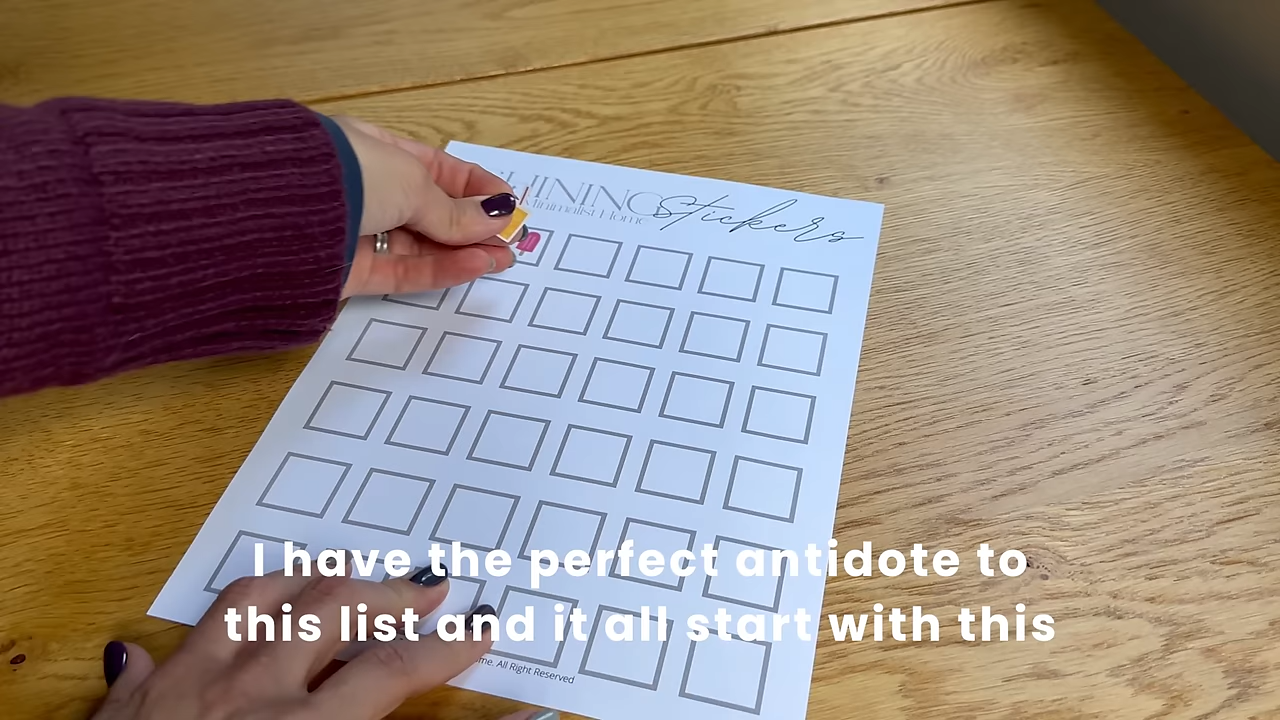 Stickers
Minimalist Home
I have the perfect antidote to
this list and it all start with this
me. All Right Reserved